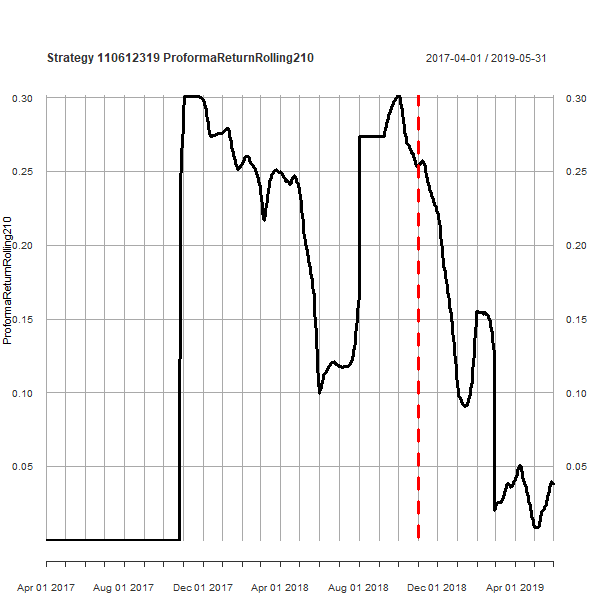 Strategy 110612319 ProformaReturnRolling210
2017-04-01 / 2019-05-31
ProformaReturnRolling210
0.30
0.25
0.20
0.15
0.10
0.05
0.30
0.25
0.20
0.15
0.10
0.05
Apr 01 2017
Aug 01 2017
Dec 01 2017
Apr 01 2018
Aug 01 2018
Dec 01 2018
Apr 01 2019